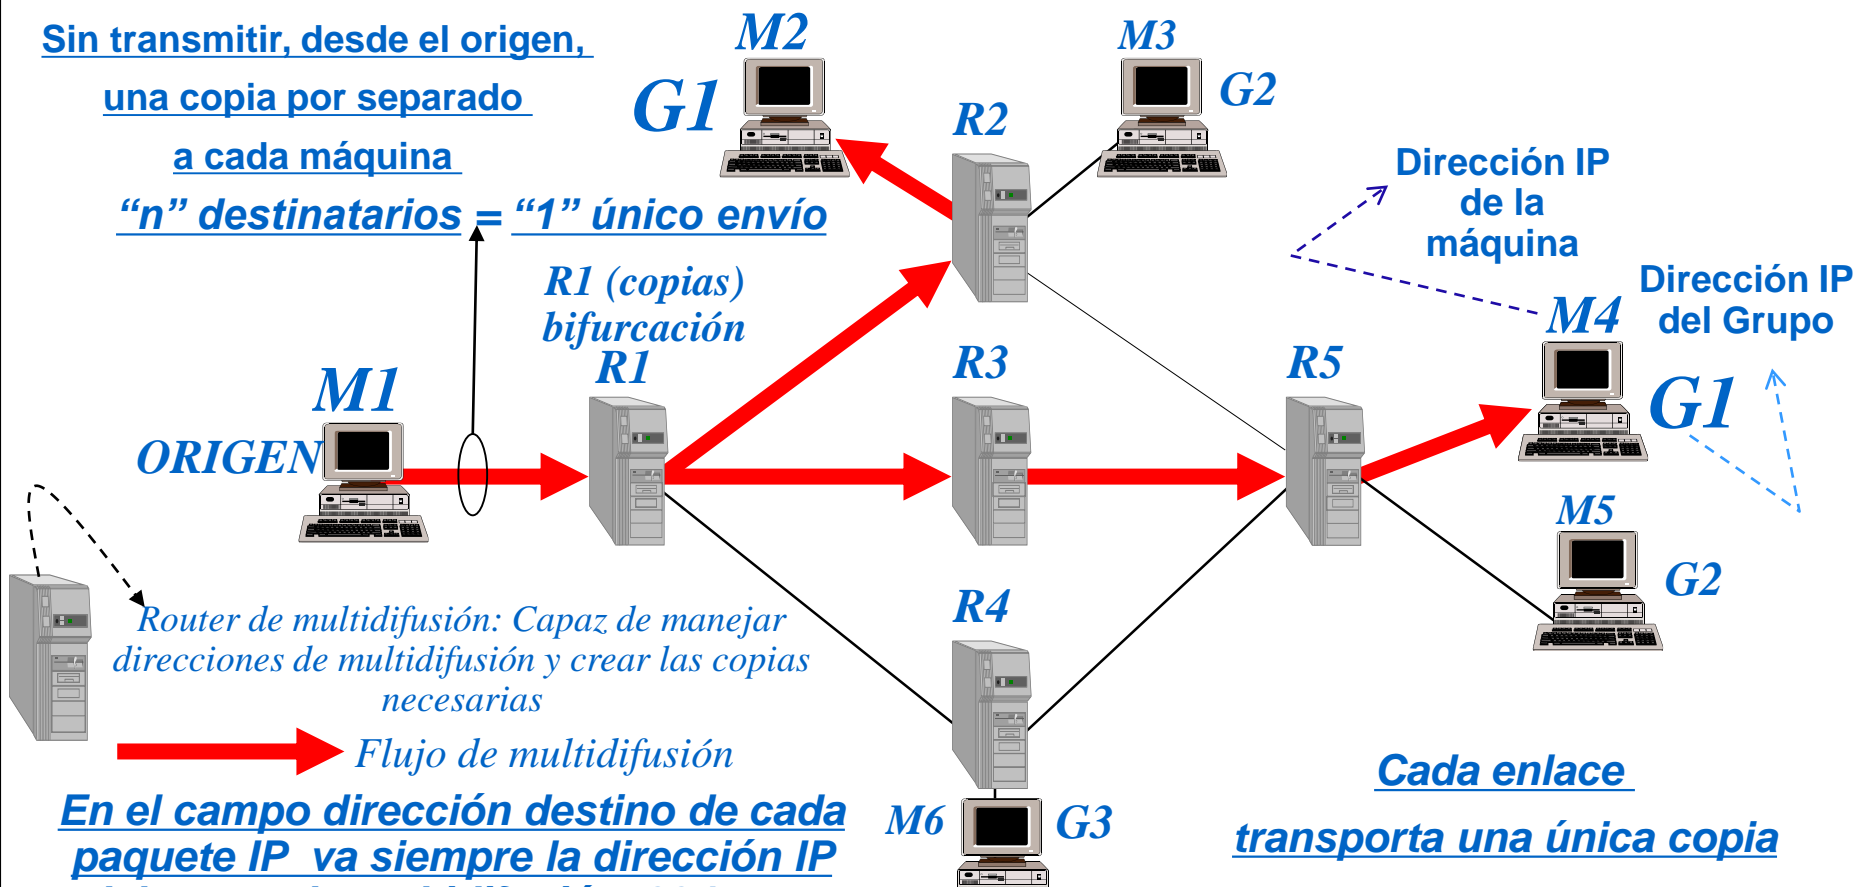 Sin transmitir, desde el origen,
una copia por separado
a cada máquina
“n” destinatarios = “1” único envío
M2
G1
M3
G2
R2
Dirección IP
de la
máquina
Dirección IP
del Grupo
R1 (copias)
bifurcación
R1
R3
R5
M4
G1
M1
ORIGEN
M5
G2
R4
Router de multidifusión: Capaz de manejar
direcciones de multidifusión y crear las copias
necesarias
Flujo de multidifusión
En el campo dirección destino de cada
paquete IP va siempre la dirección IP
M6
G3
Cada enlace
transporta una única copia